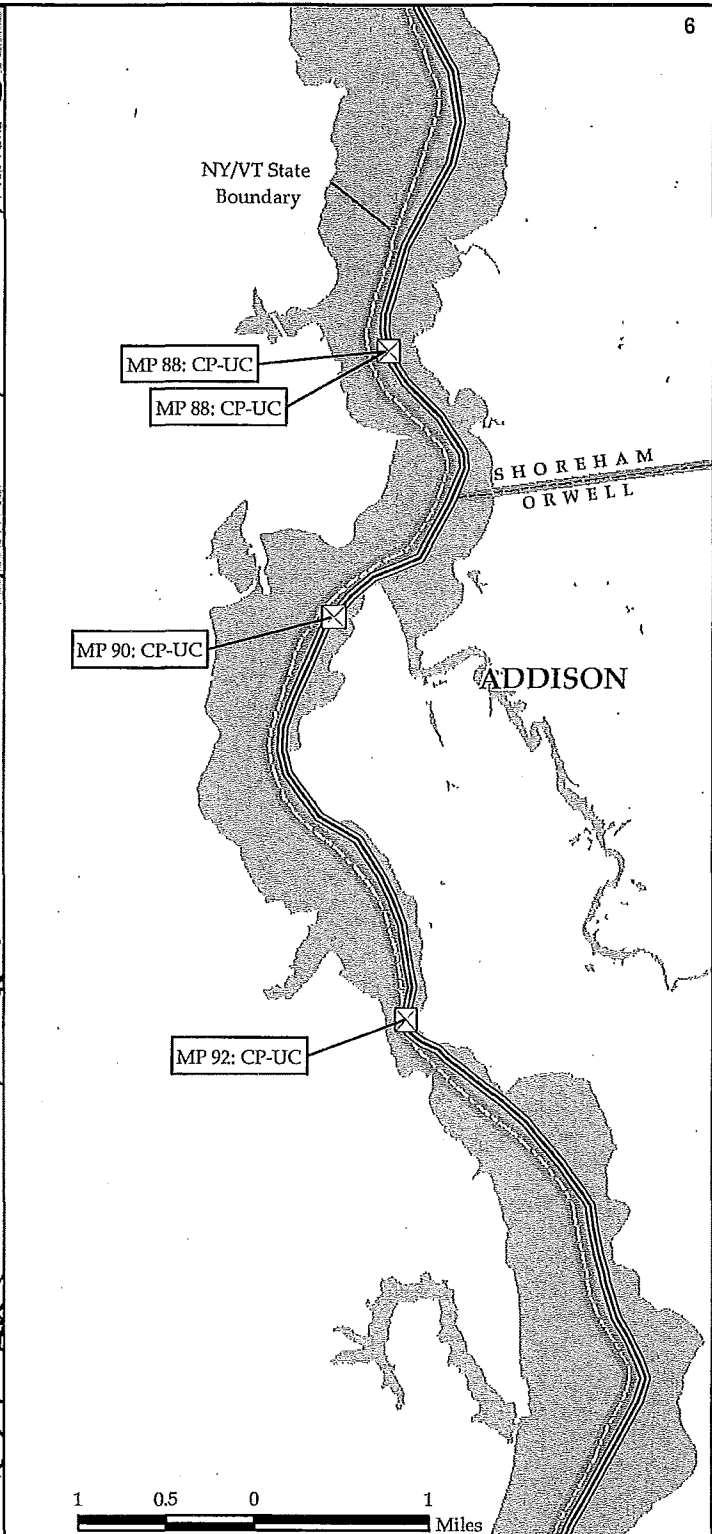 6
NY/VT State
Boundary
MP 88: CP-UC
MP 88: CP-UC
SHOREHAM
ORWELL
MP 90: CP-UC
ADDISON
MP 92: CP-UC
1 0.5 0 1
Miles